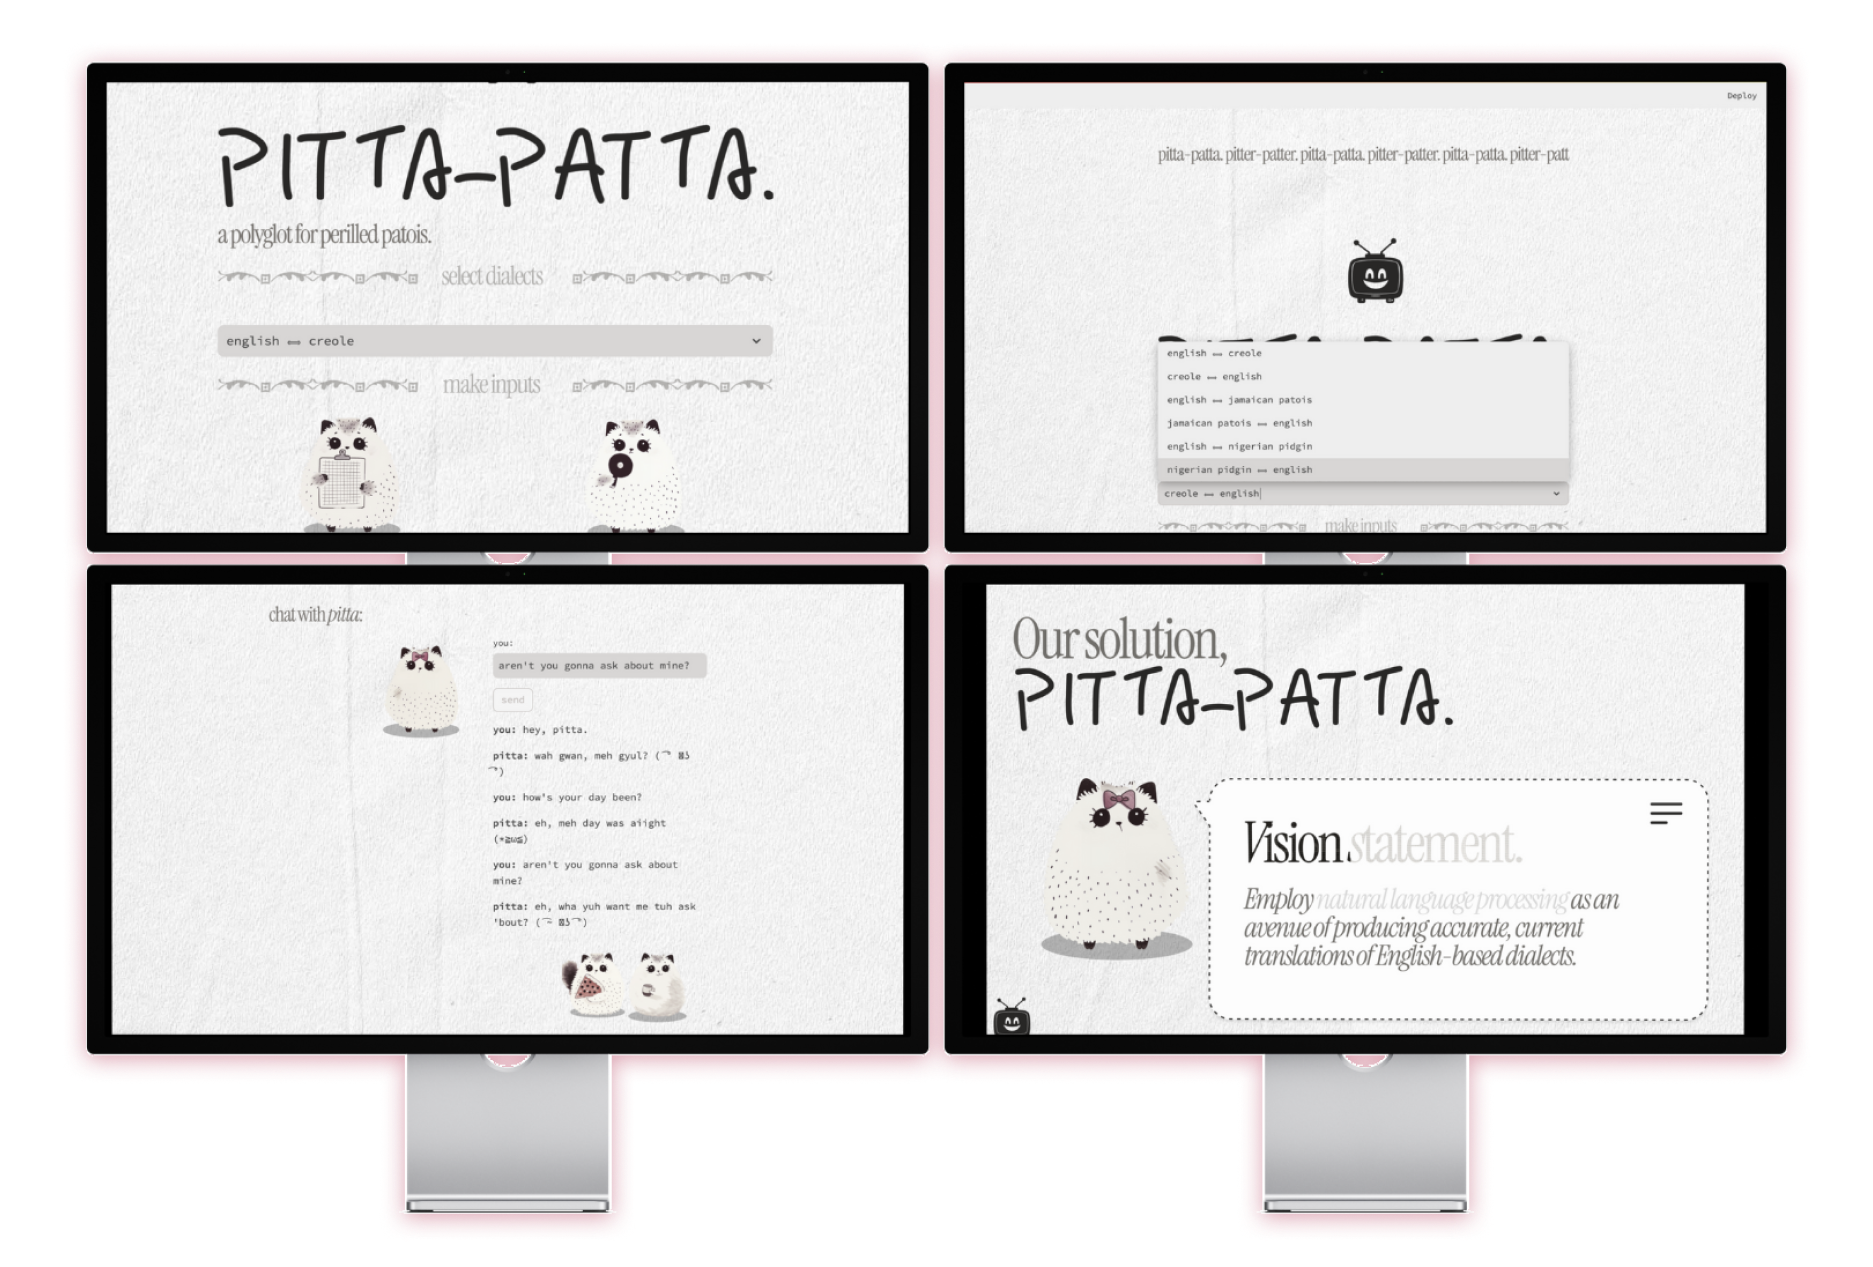 PITTA-PATTA.
a polyglot for perilled patois.
select dialects
english ⟷ creole
make inputs
Deploy
pitta-patta. pitter-patter. pitta-patta. pitter-patter. pitta-patta. pitter-patt
english ⟷ creole
creole ⟷ english
english ⟷ jamaican patois
jamaican patois ⟷ english
english ⟷ nigerian pidgin
nigerian pidgin ⟷ english
creole ⟷ english
make inputs
chat with pitta:
you:
aren't you gonna ask about mine?
send
you: hey, pitta.
pitta: wah gwan, meh gyul?
you: how's your day been?
pitta: eh, meh day was aiight
(∗≧ω≦)
you: aren't you gonna ask about
mine?
pitta: eh, wha yuh want me tuh ask
'bout?
Our solution,
PITTA-PATTA.
Vision statement.
Employ natural language processing as an
avenue of producing accurate, current
translations of English-based dialects.